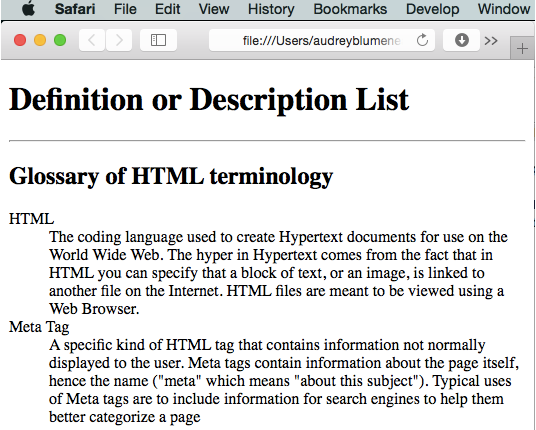 Safari File Edit View History Bookmarks Develop Window
file:///Users/audreyblumene
Definition or Description List
Glossary of HTML terminology
HTML
The coding language used to create Hypertext documents for use on the
World Wide Web. The hyper in Hypertext comes from the fact that in
HTML you can specify that a block of text, or an image, is linked to
another file on the Internet. HTML files are meant to be viewed using a
Web Browser.
Meta Tag
A specific kind of HTML tag that contains information not normally
displayed to the user. Meta tags contain information about the page itself,
hence the name ("meta" which means "about this subject"). Typical uses
of Meta tags are to include information for search engines to help them
better categorize a page